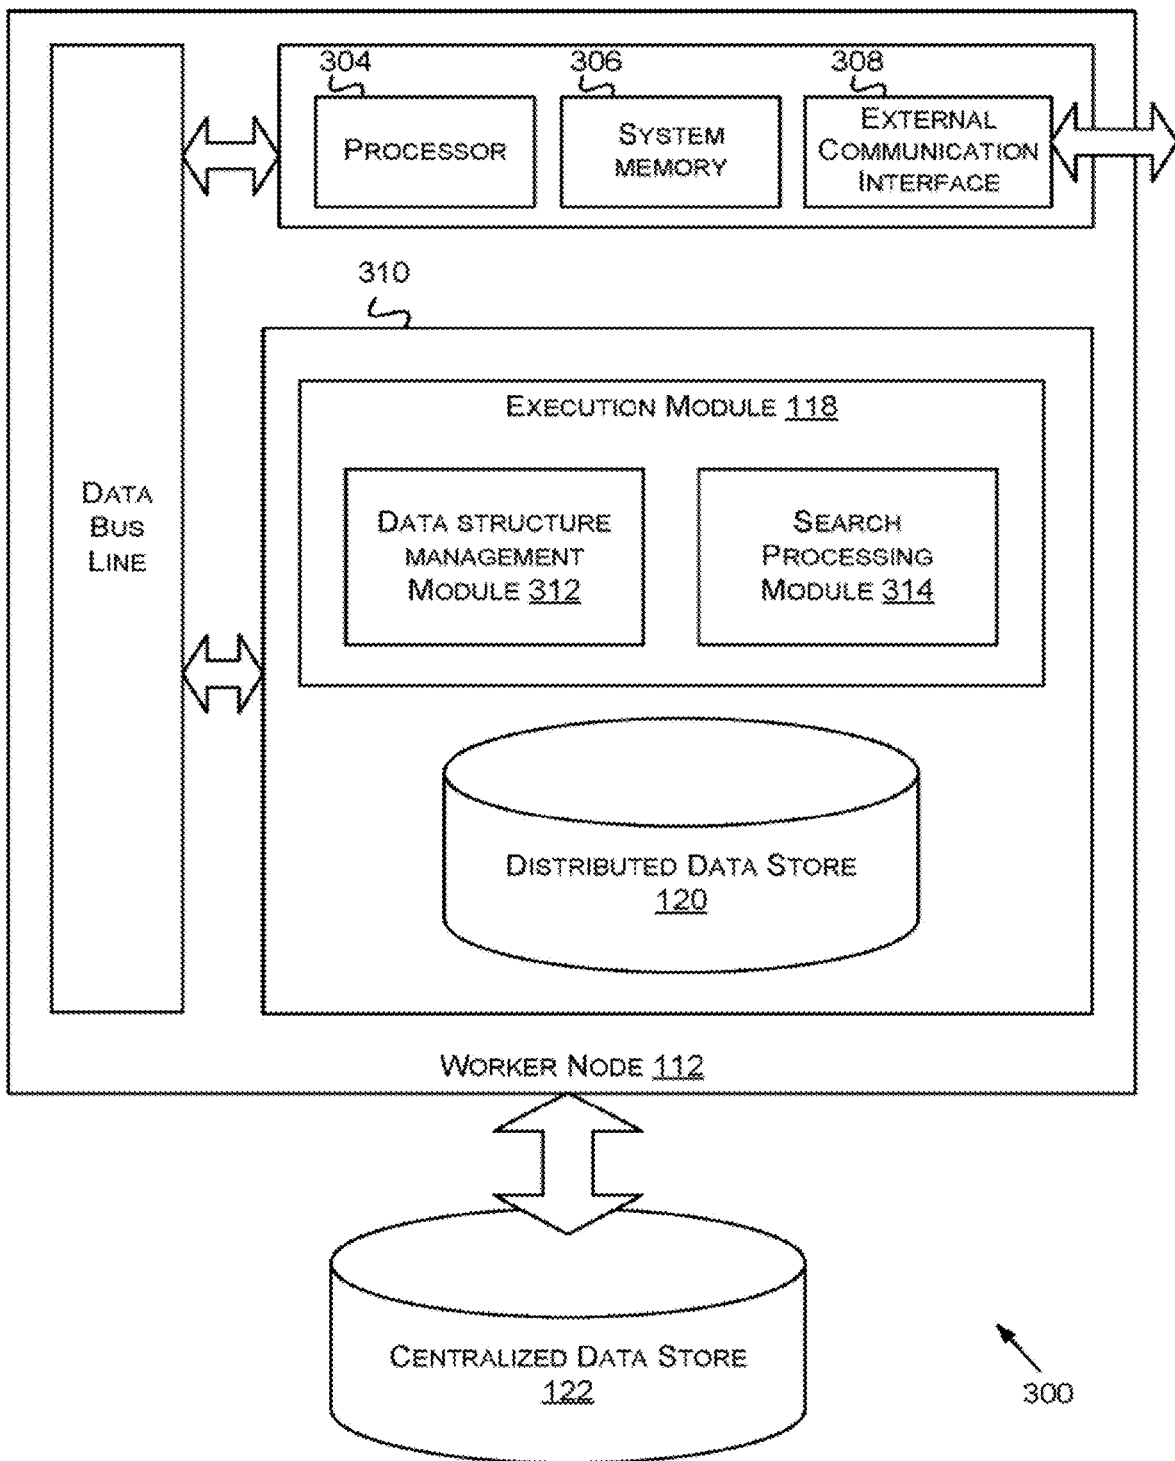 304
306
308
PROCESSOR
SYSTEM
MEMORY
EXTERNAL
COMMUNICATION
INTERFACE
310
EXECUTION MODULE 118
DATA
BUS
LINE
DATA STRUCTURE
MANAGEMENT
MODULE 312
SEARCH
PROCESSING
MODULE 314
DISTRIBUTED DATA STORE
120
WORKER NODE 112
CENTRALIZED DATA STORE
122
300